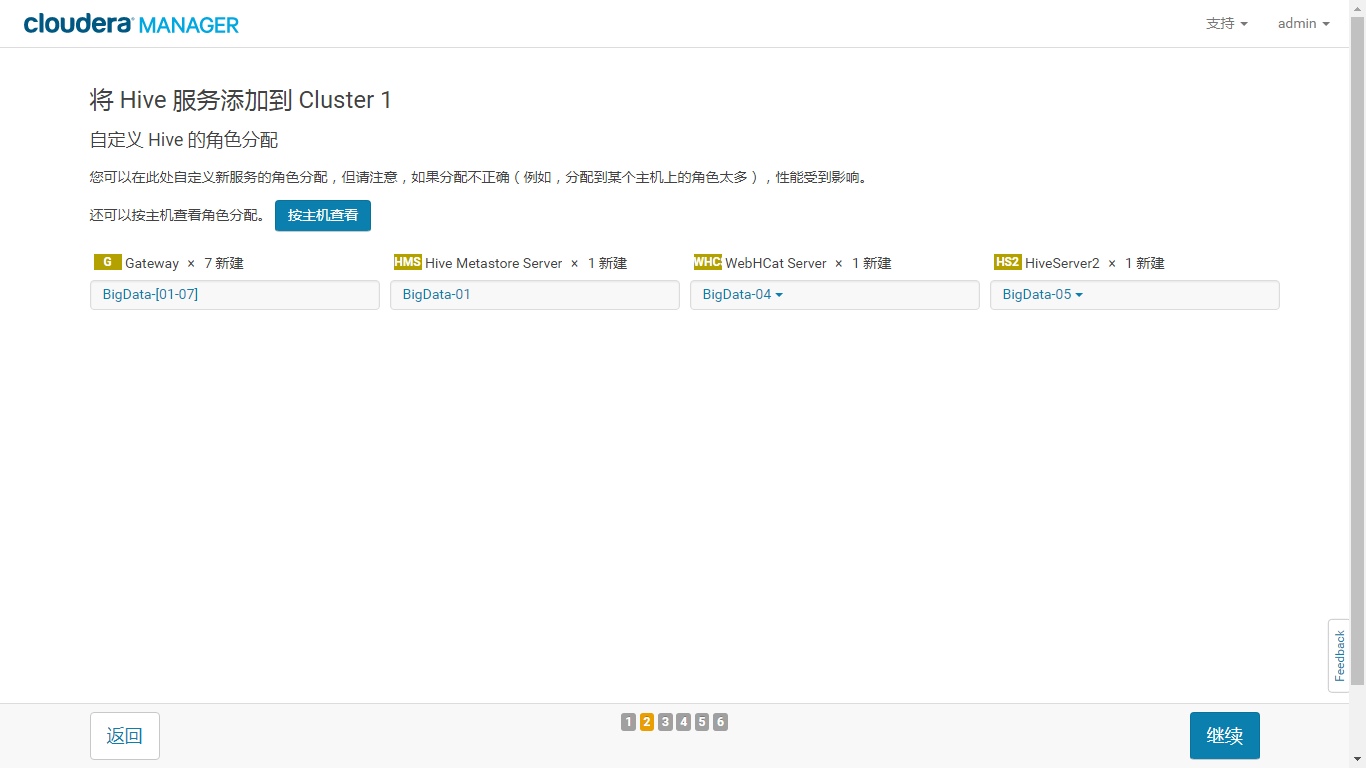 cloudera MANAGER
支持 admin
将 Hive 服务添加到 Cluster 1
自定义 Hive 的角色分配
您可以在此处自定义新服务的角色分配，但请注意，如果分配不正确（例如，分配到某个主机上的角色太多），性能受到影响。
还可以按主机查看角色分配。 按主机查看
G Gateway × 7 新建
BigData-[01-07]
HMS Hive Metastore Server × 1 新建
BigData-01
WHC WebHCat Server × 1 新建
BigData-04
HS2 HiveServer2 × 1 新建
BigData-05
Feedback
返回
1 2 3 4 5 6
继续